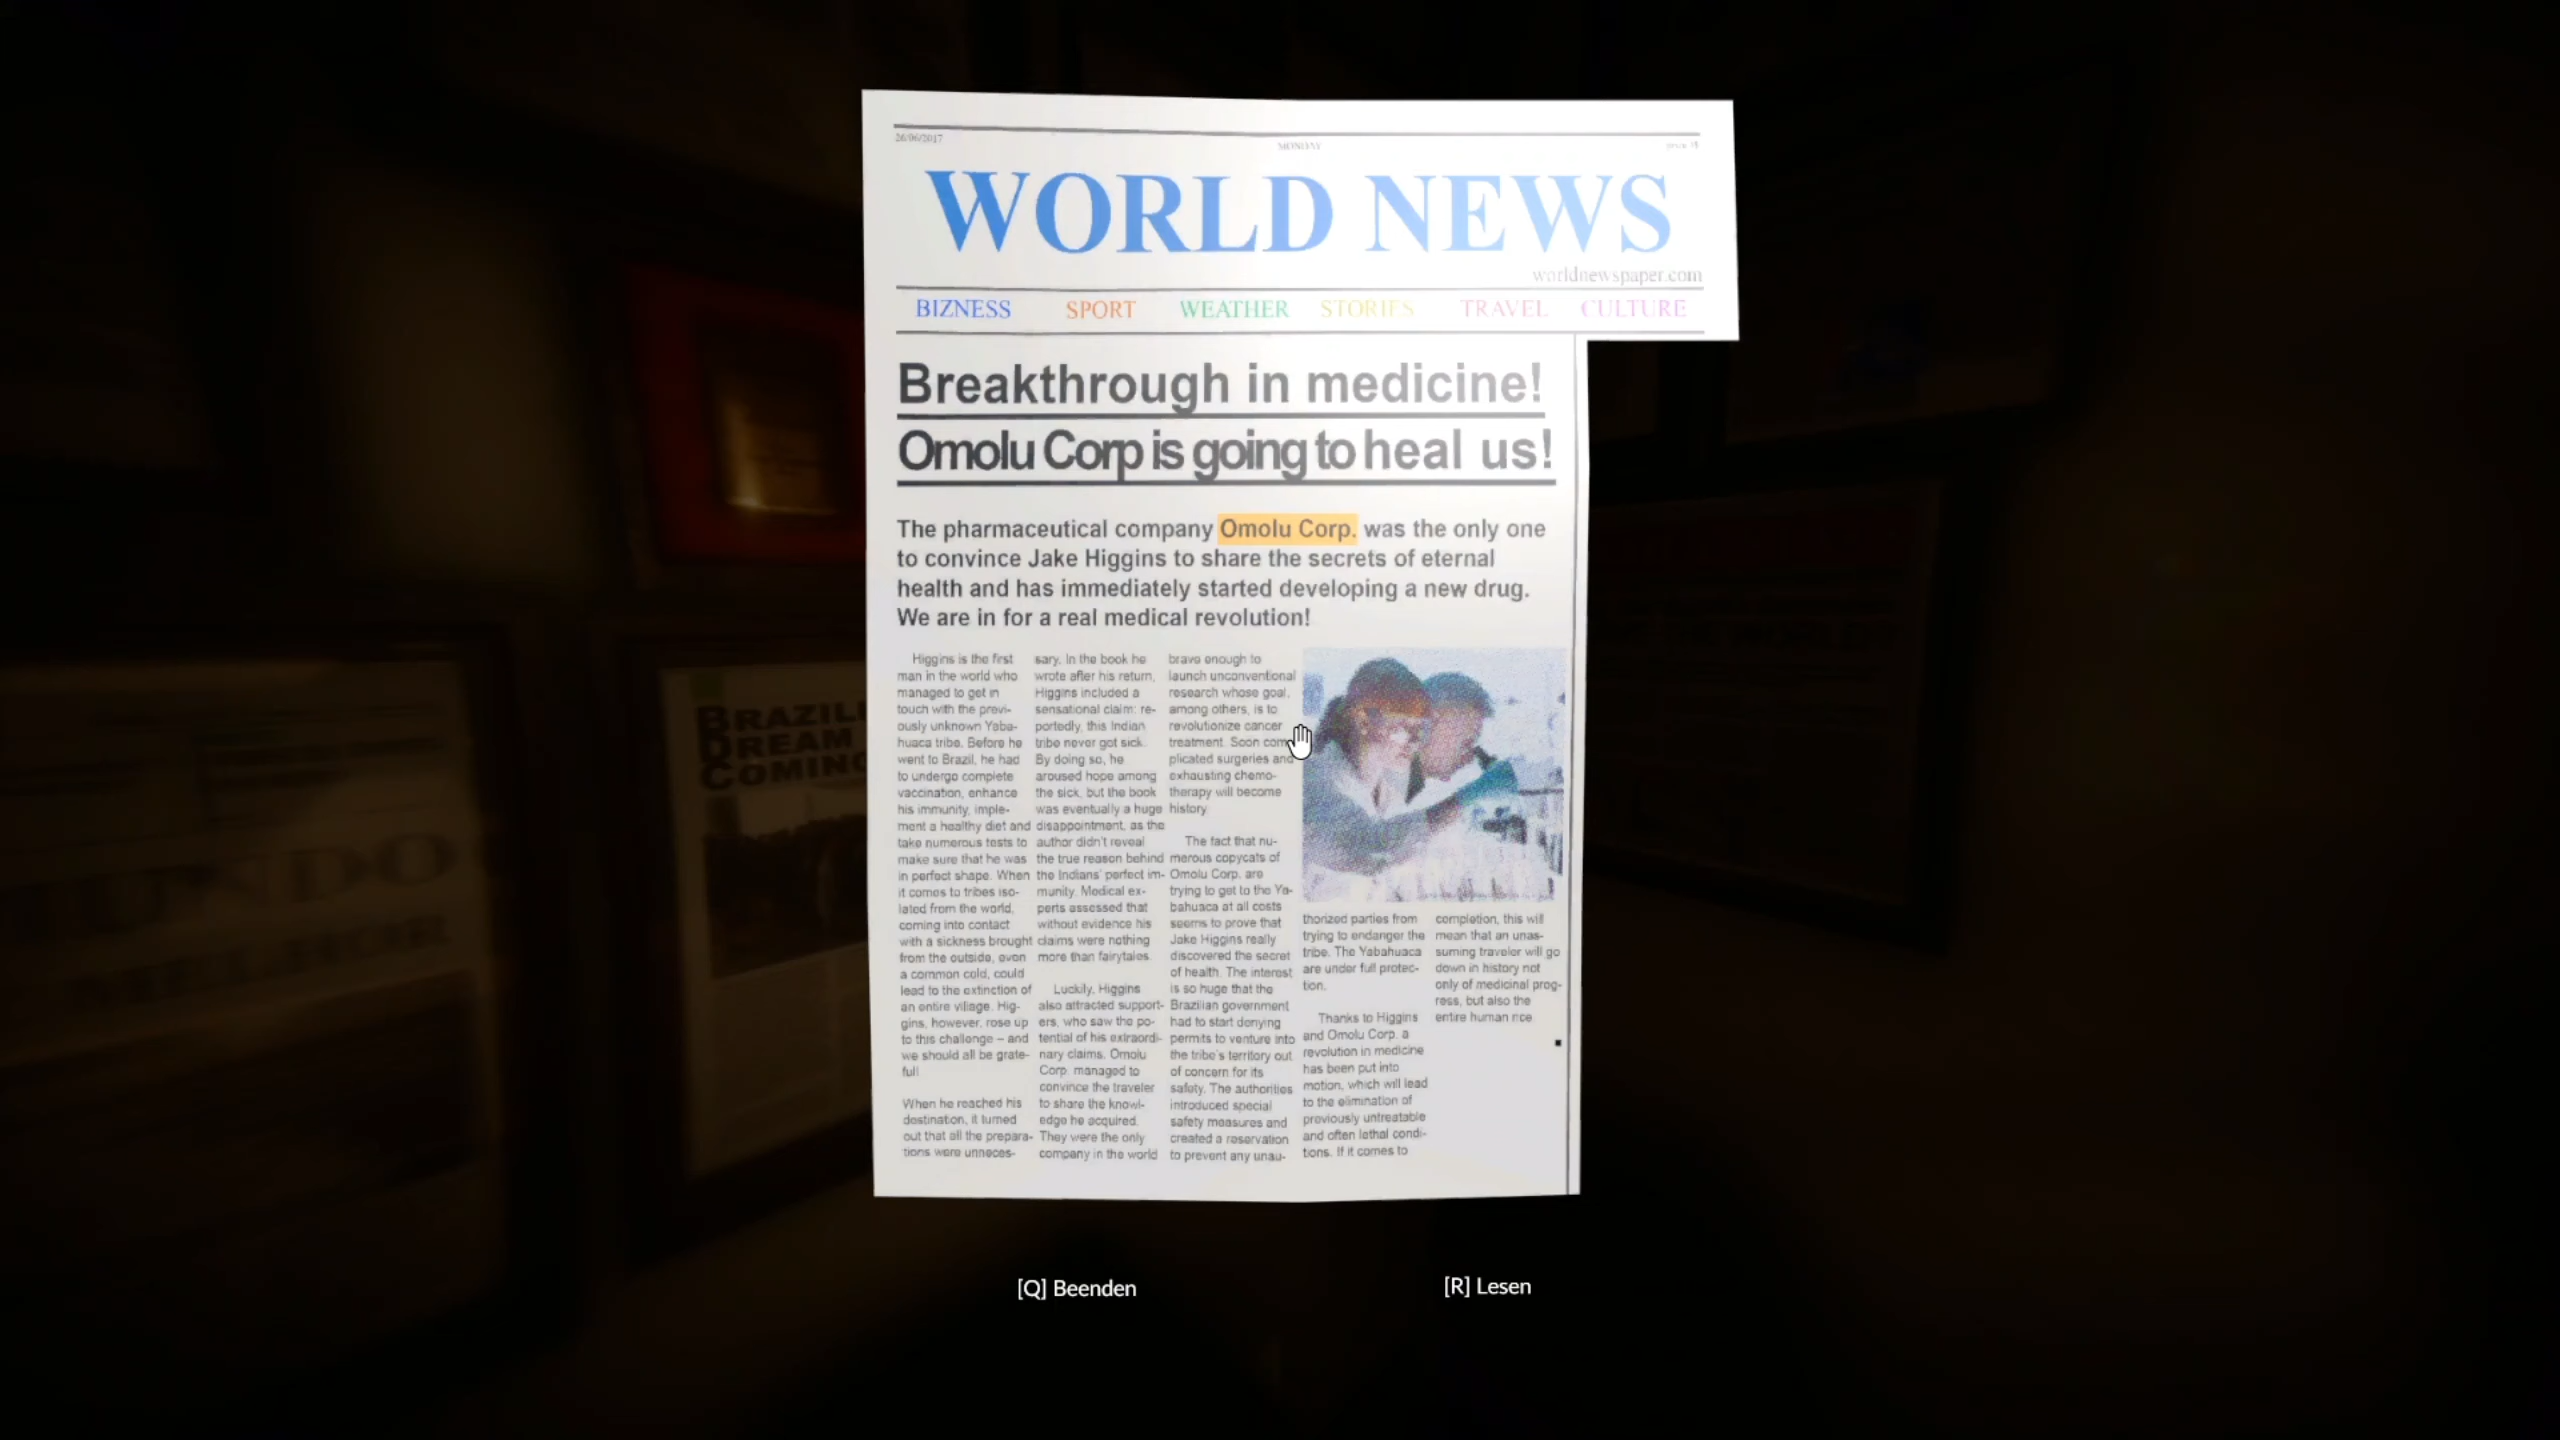 26/06/2017
MONDAY
WORLD NEWS
worldnewspaper.com
BIZNESS SPORT WEATHER STORIES TRAVEL CULTURE
Breakthrough in medicine!
Omolu Corp is going to heal us!
The pharmaceutical company Omolu Corp. was the only one
to convince Jake Higgins to share the secrets of eternal
health and has immediately started developing a new drug.
We are in for a real medical revolution!
Higgins is the first
man in the world who
managed to get in
touch with the previ-
ously unknown Yaba-
huaca tribe. Before he
went to Brazil, he had
to undergo complete
vaccination, enhance
his immunity, imple-
ment a healthy diet and
take numerous tests to
make sure that he was
in perfect shape. When
it comes to tribes iso-
lated from the world,
coming into contact
with a sickness brought
from the outside, even
a common cold, could
lead to the extinction of
an entire village. Hig-
gins, however, rose up
to this challenge – and
we should all be grate-
full
When he reached his
destination, it turned
out that all the prepara-
tions were unneces-
sary. In the book he
wrote after his return,
Higgins included a
sensational claim: re-
portedly, this Indian
tribe never got sick.
By doing so, he
aroused hope among
the sick, but the book
was eventually a huge
disappointment, as the
author didn't reveal
the true reason behind
the Indians' perfect im-
munity. Medical ex-
perts assessed that
without evidence his
claims were nothing
more than fairytales.
Luckily, Higgins
also attracted support-
ers, who saw the po-
tential of his extraordi-
nary claims. Omolu
Corp. managed to
convince the traveler
to share the knowl-
edge he acquired.
They were the only
company in the world
brave enough to
launch unconventional
research whose goal,
among others, is to
revolutionize cancer
treatment. Soon com-
plicated surgeries and
exhausting chemo-
therapy will become
history.
The fact that nu-
merous copycats of
Omolu Corp. are
trying to get to the Ya-
bahuaca at all costs
seems to prove that
Jake Higgins really
discovered the secret
of health. The interest
is so huge that the
Brazilian government
had to start denying
permits to venture into
the tribe's territory out
of concern for its
safety. The authorities
introduced special
safety measures and
created a reservation
to prevent any unau-
thorized parties from
trying to endanger the
tribe. The Yabahuaca
are under full protec-
tion.
Thanks to Higgins
and Omolu Corp. a
revolution in medicine
has been put into
motion, which will lead
to the elimination of
previously untreatable
and often lethal condi-
tions. If it comes to
completion, this will
mean that an unas-
suming traveler will go
down in history not
only of medicinal prog-
ress, but also the
entire human rice.
BRAZILI
DREAM
COMING
[Q] Beenden
[R] Lesen